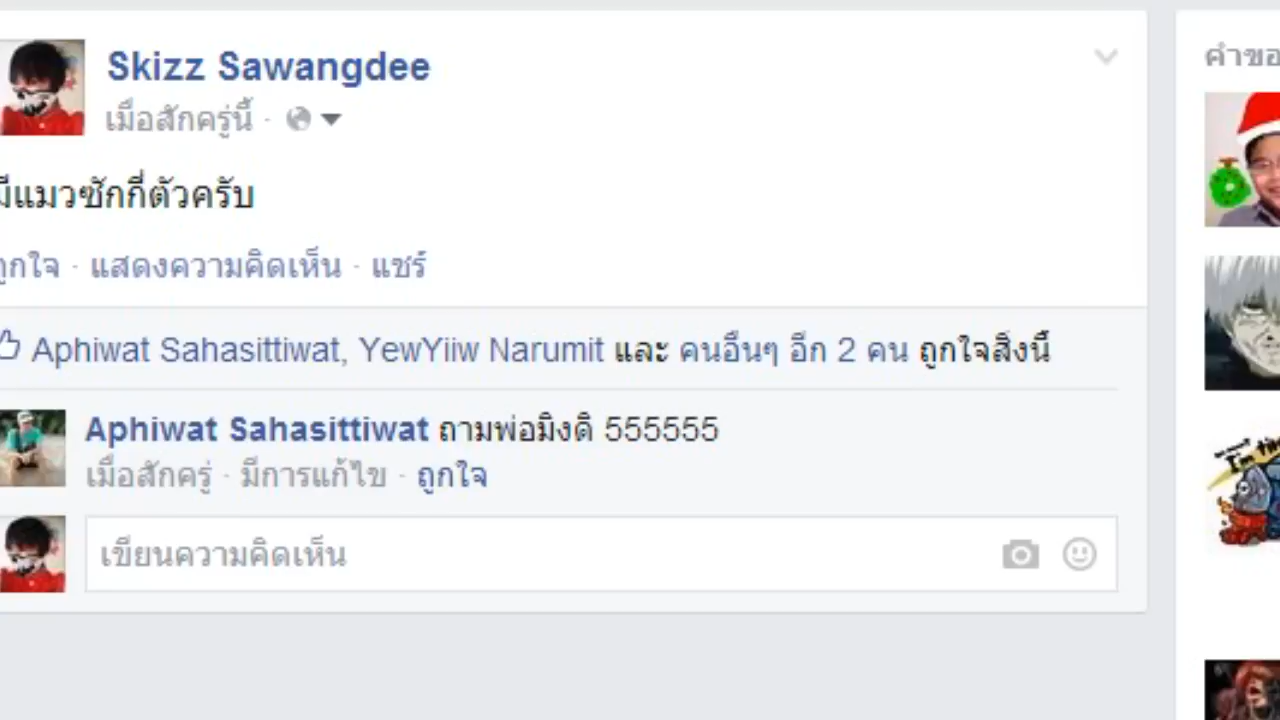 Skizz Sawangdee
เมื่อสักครู่นี้ ·
มีแมวซักกี่ตัวครับ
ถูกใจ · แสดงความคิดเห็น · แชร์
Aphiwat Sahasittiwat, YewYiiw Narumit และ คนอื่นๆ อีก 2 คน ถูกใจสิ่งนี้
Aphiwat Sahasittiwat ถามพ่อมิงดิ 555555
เมื่อสักครู่ · มีการแก้ไข · ถูกใจ
เขียนความคิดเห็น
คำขอ